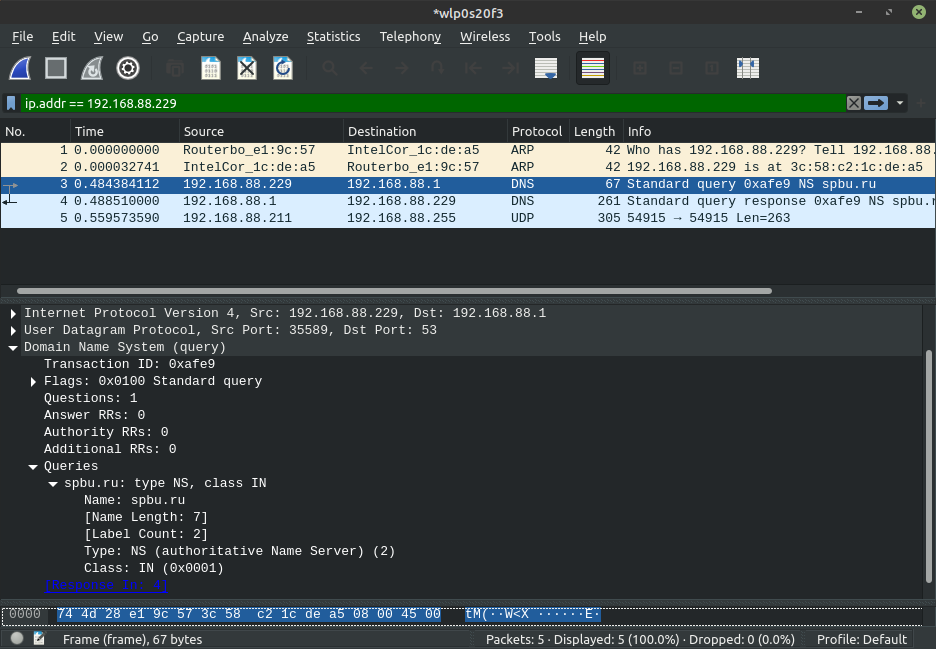 *wlp0s20f3
File Edit View Go Capture Analyze Statistics Telephony Wireless Tools Help
ip.addr == 192.168.88.229
No. Time Source Destination Protocol Length Info
1 0.000000000 Routerbo_e1:9c:57 IntelCor_1c:de:a5 ARP 42 Who has 192.168.88.229? Tell 192.168.88.
2 0.000032741 IntelCor_1c:de:a5 Routerbo_e1:9c:57 ARP 42 192.168.88.229 is at 3c:58:c2:1c:de:a5
3 0.484384112 192.168.88.229 192.168.88.1 DNS 67 Standard query 0xafe9 NS spbu.ru
4 0.488510000 192.168.88.1 192.168.88.229 DNS 261 Standard query response 0xafe9 NS spbu.r
5 0.559573590 192.168.88.211 192.168.88.255 UDP 305 54915 → 54915 Len=263
Internet Protocol Version 4, Src: 192.168.88.229, Dst: 192.168.88.1
User Datagram Protocol, Src Port: 35589, Dst Port: 53
Domain Name System (query)
Transaction ID: 0xafe9
Flags: 0x0100 Standard query
Questions: 1
Answer RRs: 0
Authority RRs: 0
Additional RRs: 0
Queries
spbu.ru: type NS, class IN
Name: spbu.ru
[Name Length: 7]
[Label Count: 2]
Type: NS (authoritative Name Server) (2)
Class: IN (0x0001)
[Response In: 4]
0000 74 4d 28 e1 9c 57 3c 58 c2 1c de a5 08 00 45 00 tM(··W<X ······E·
Frame (frame), 67 bytes
Packets: 5 · Displayed: 5 (100.0%) · Dropped: 0 (0.0%)
Profile: Default